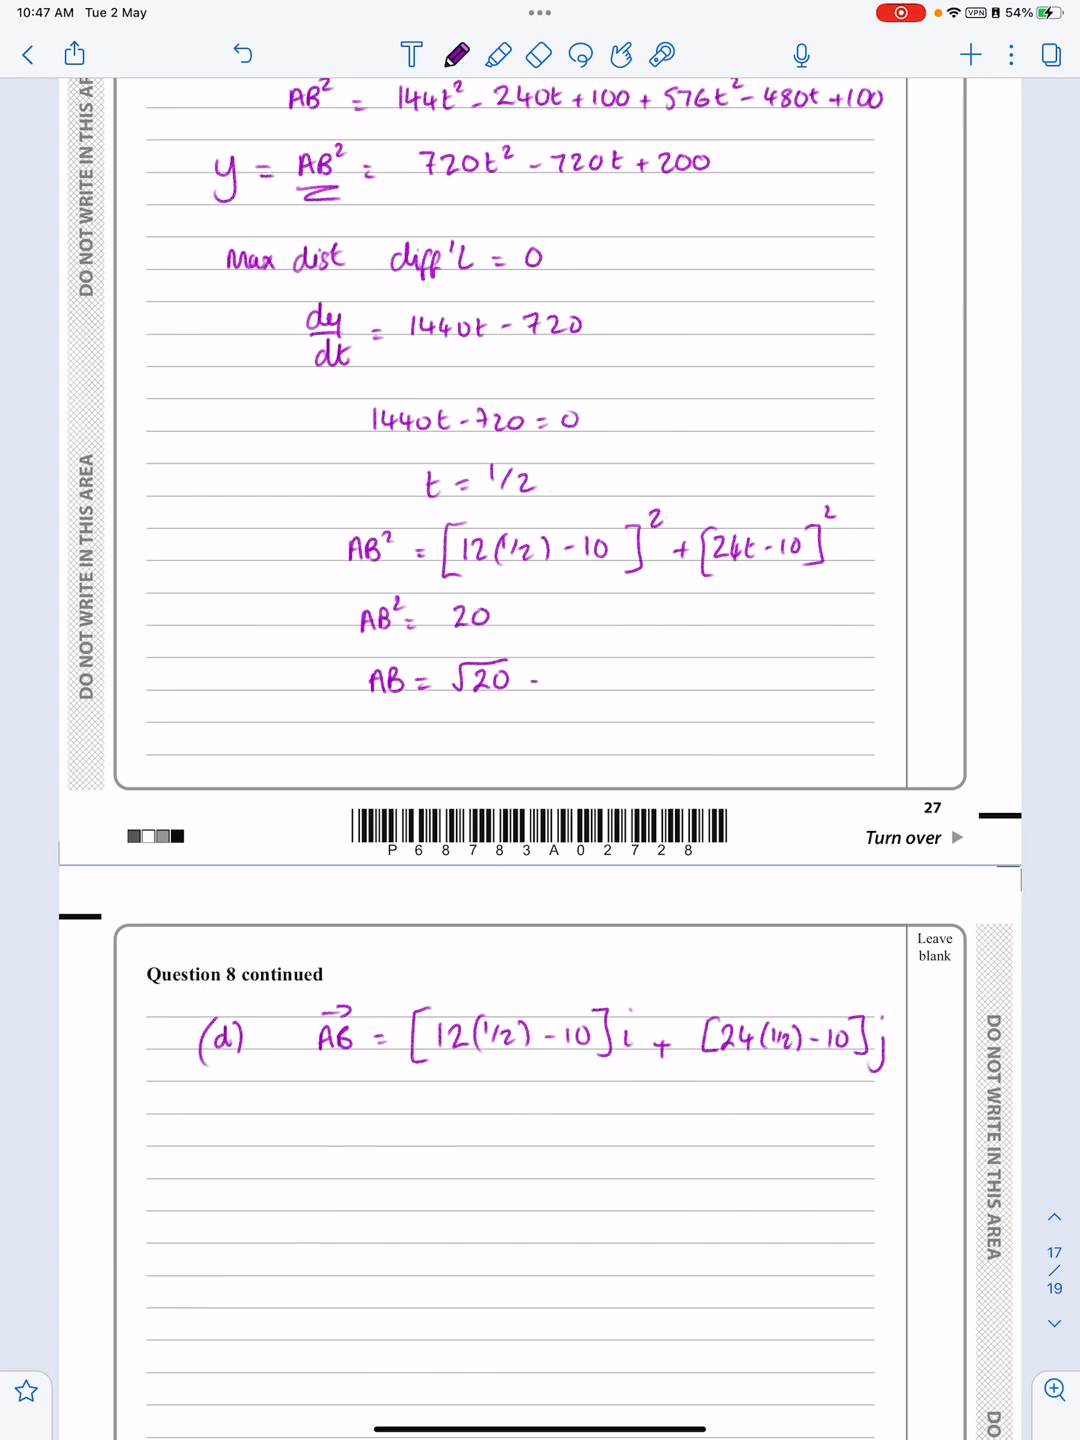 10:47 AM Tue 2 May
VPN 54%
T
AB² = 144t² - 240t + 100 + 576t² - 480t + 100
y = AB² = 720t² - 720t + 200
Max dist diff'L = 0
dy/dt = 1440t - 720
1440t - 720 = 0
t = 1/2
AB² = [12(1/2) - 10]² + [24t - 10]²
AB² = 20
AB = √20 -
DO NOT WRITE IN THIS AR
DO NOT WRITE IN THIS AREA
27
P 6 8 7 8 3 A 0 2 7 2 8
Turn over
Leave
blank
Question 8 continued
(d) AB = [12(1/2) - 10]i + [24(1/2) - 10]j
DO NOT WRITE IN THIS AREA
DO
17
/
19